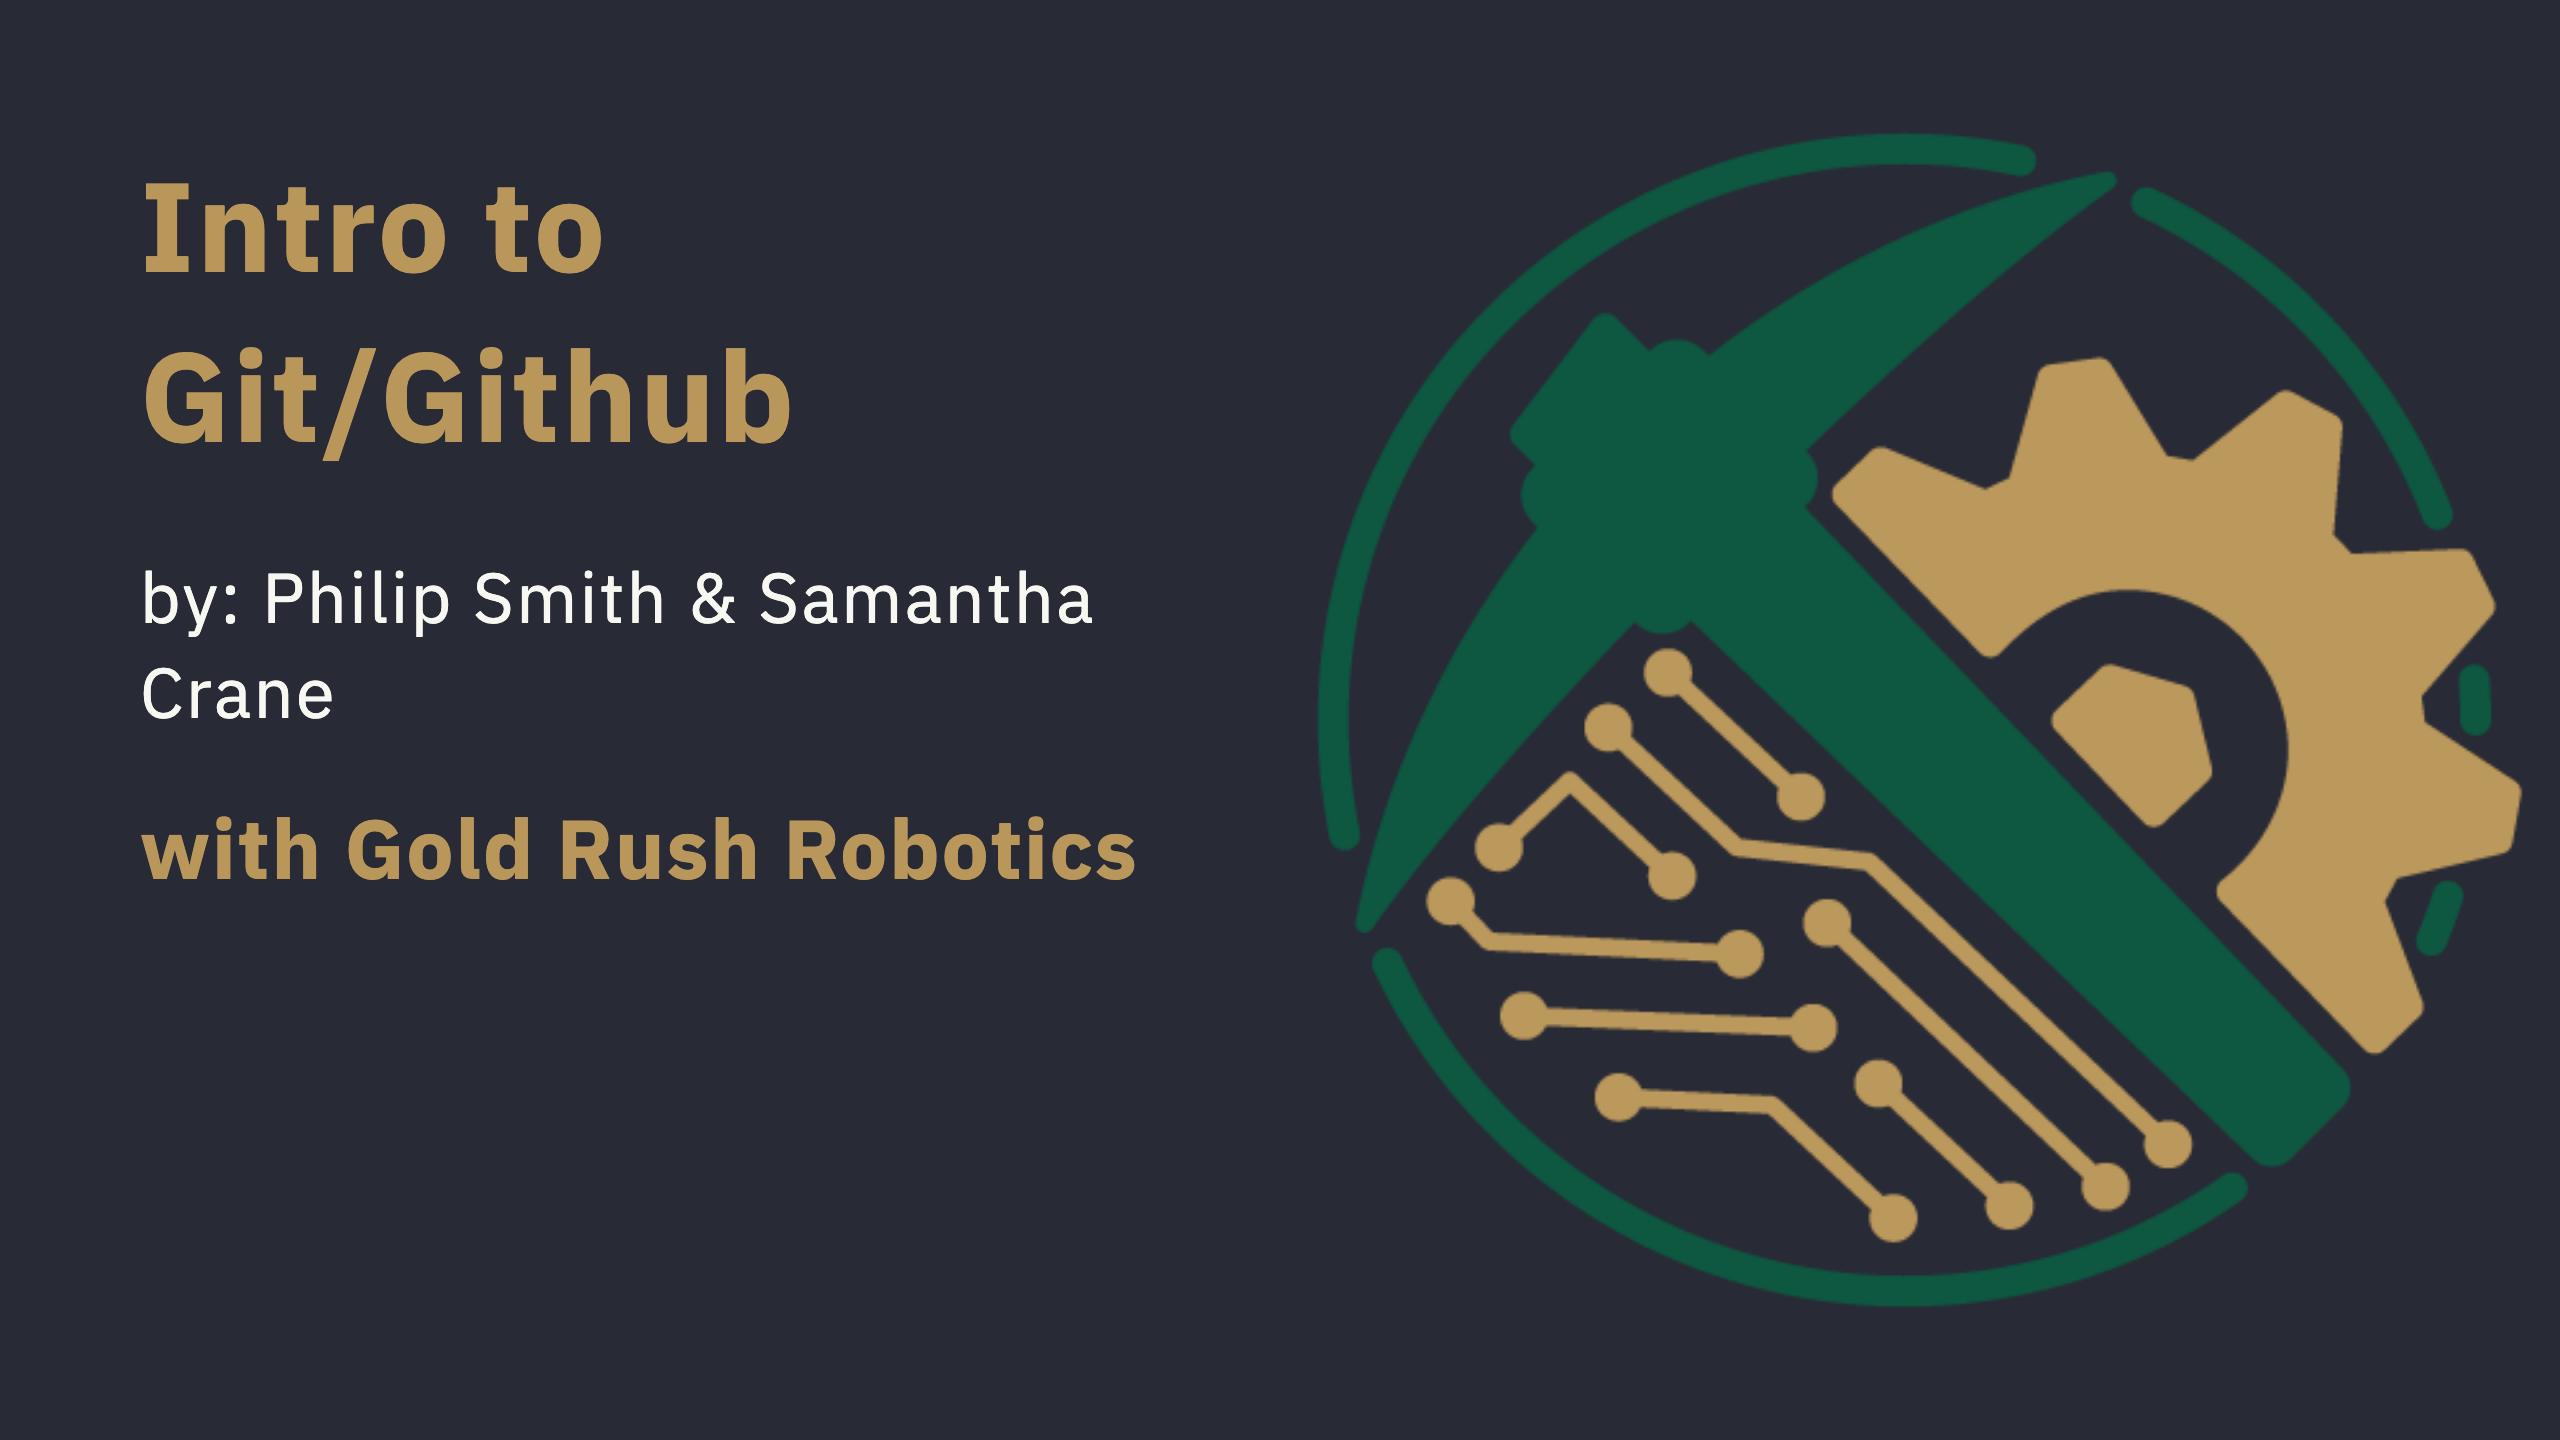 Intro to
Git/Github
by: Philip Smith & Samantha
Crane
with Gold Rush Robotics